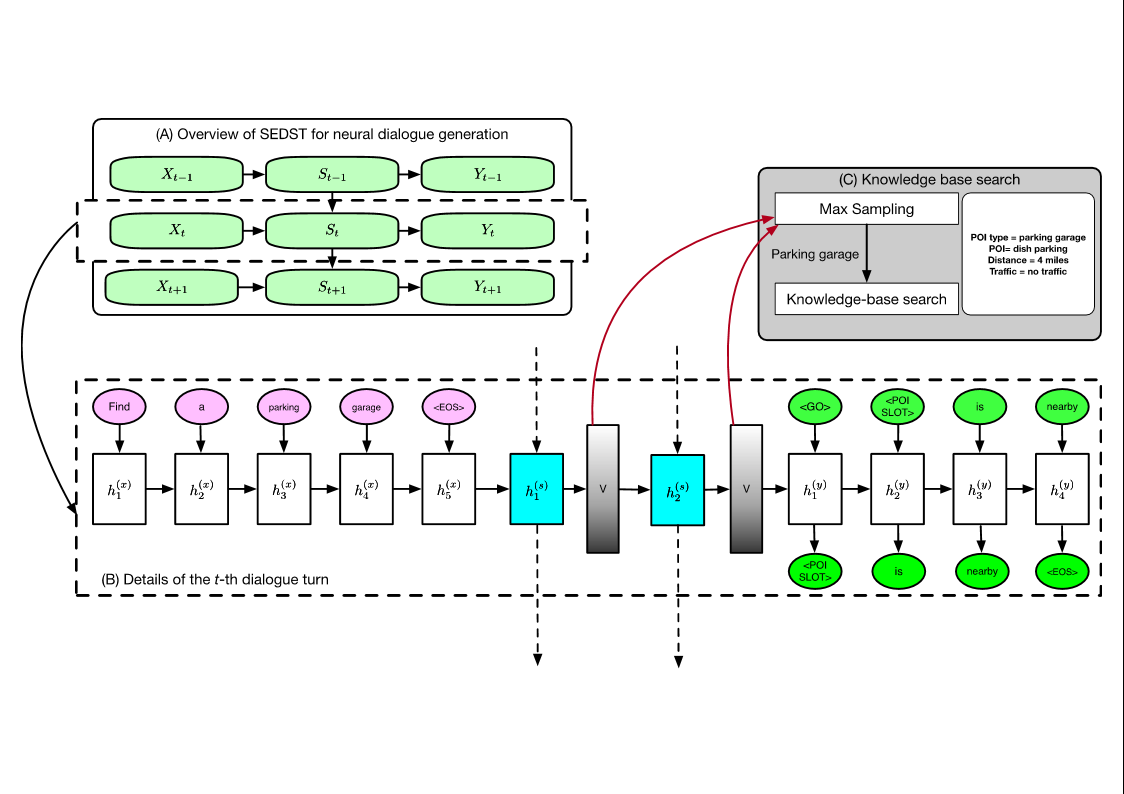 (A) Overview of SEDST for neural dialogue generation
X_{t−1} S_{t−1} Y_{t−1}
X_t S_t Y_t
X_{t+1} S_{t+1} Y_{t+1}
(C) Knowledge base search
Max Sampling
Parking garage
Knowledge-base search
POI type = parking garage
POI= dish parking
Distance = 4 miles
Traffic = no traffic
Find a parking garage <EOS>
<GO> <POI SLOT> is nearby
h_1^{(x)} h_2^{(x)} h_3^{(x)} h_4^{(x)} h_5^{(x)} h_1^{(s)} V h_2^{(s)} V h_1^{(y)} h_2^{(y)} h_3^{(y)} h_4^{(y)}
<POI SLOT> is nearby <EOS>
(B) Details of the t-th dialogue turn